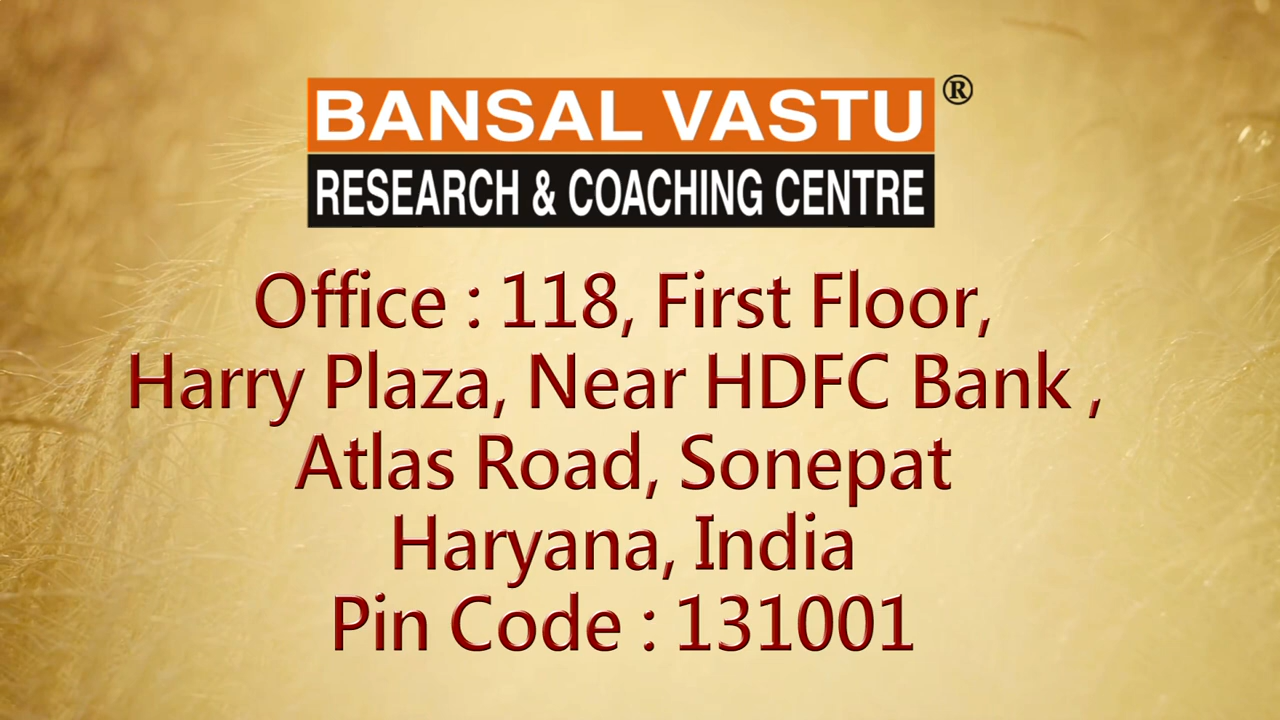 BANSAL VASTU ®
RESEARCH & COACHING CENTRE
Office : 118, First Floor,
Harry Plaza, Near HDFC Bank ,
Atlas Road, Sonepat
Haryana, India
Pin Code : 131001